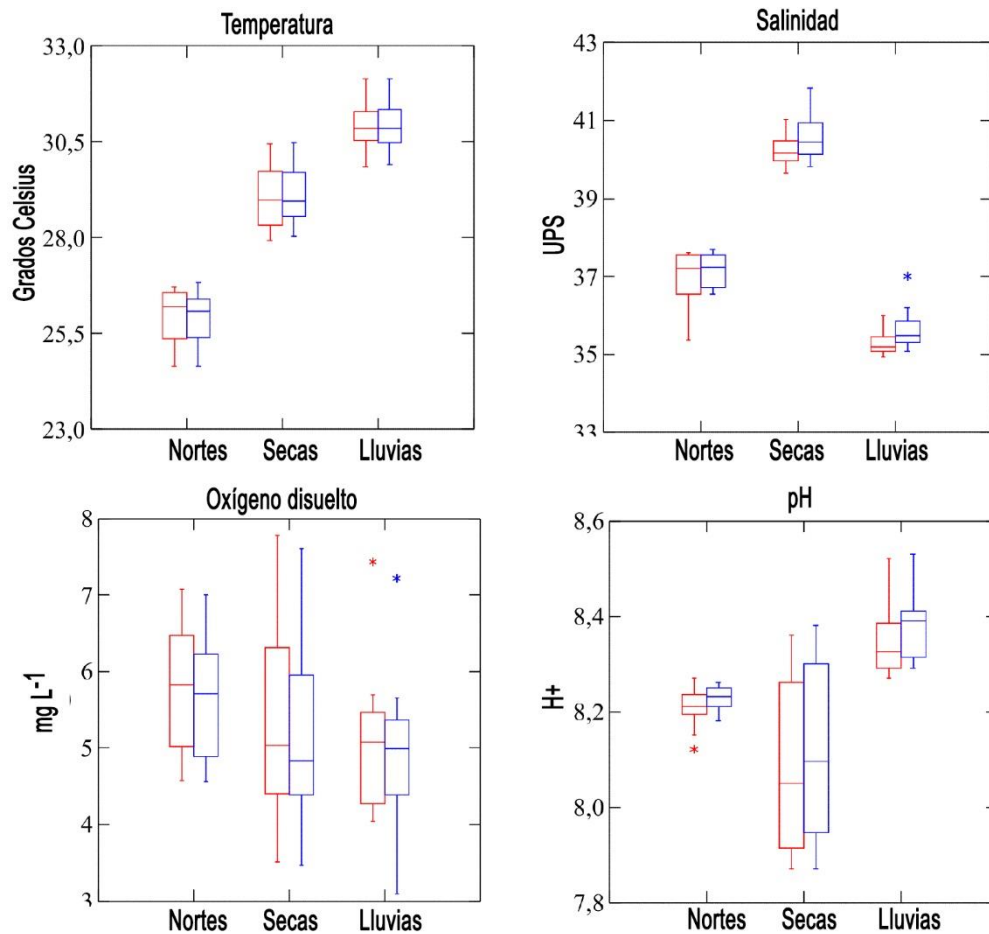 Temperatura
33,0
30,5
28,0
25,5
23,0
Grados Celsius
Nortes Secas Lluvias
Salinidad
43
41
39
37
35
33
UPS
*
Nortes Secas Lluvias
Oxígeno disuelto
8
7
6
5
4
3
mg L-1
* *
Nortes Secas Lluvias
pH
8,6
8,4
8,2
8,0
7,8
H+
*
Nortes Secas Lluvias